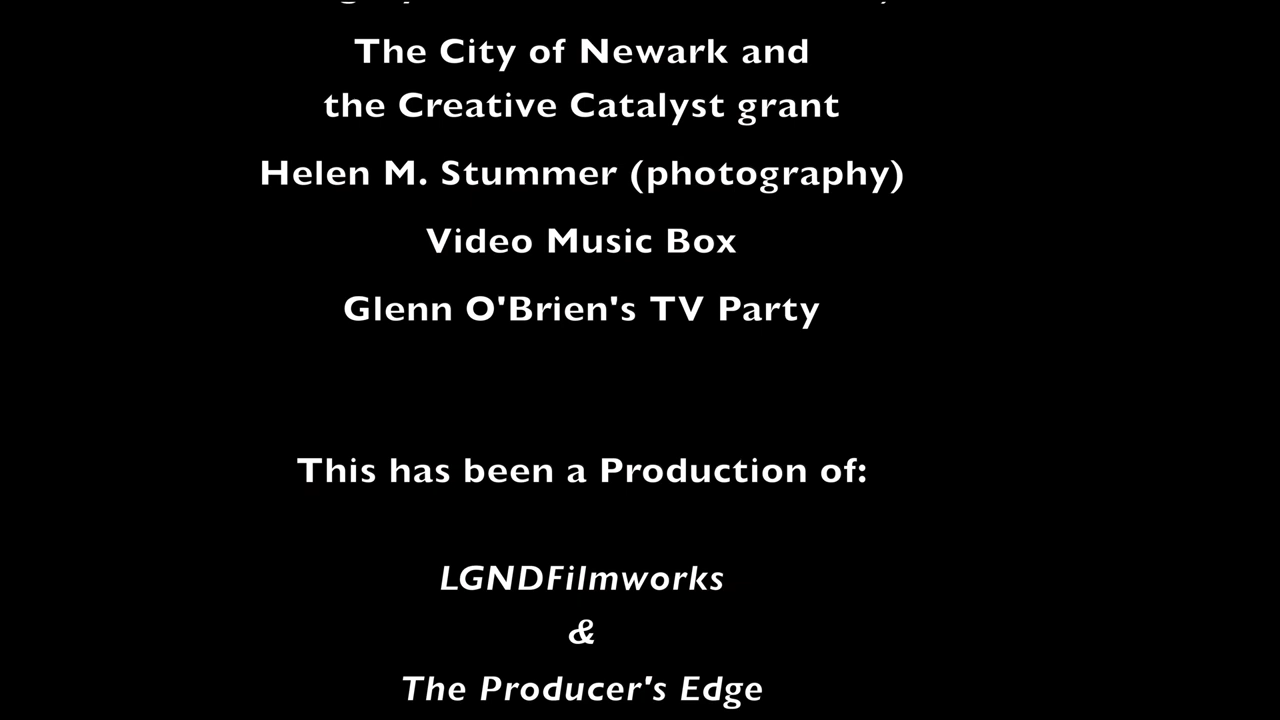 The City of Newark and
the Creative Catalyst grant
Helen M. Stummer (photography)
Video Music Box
Glenn O'Brien's TV Party
This has been a Production of:
LGNDFilmworks
&
The Producer's Edge